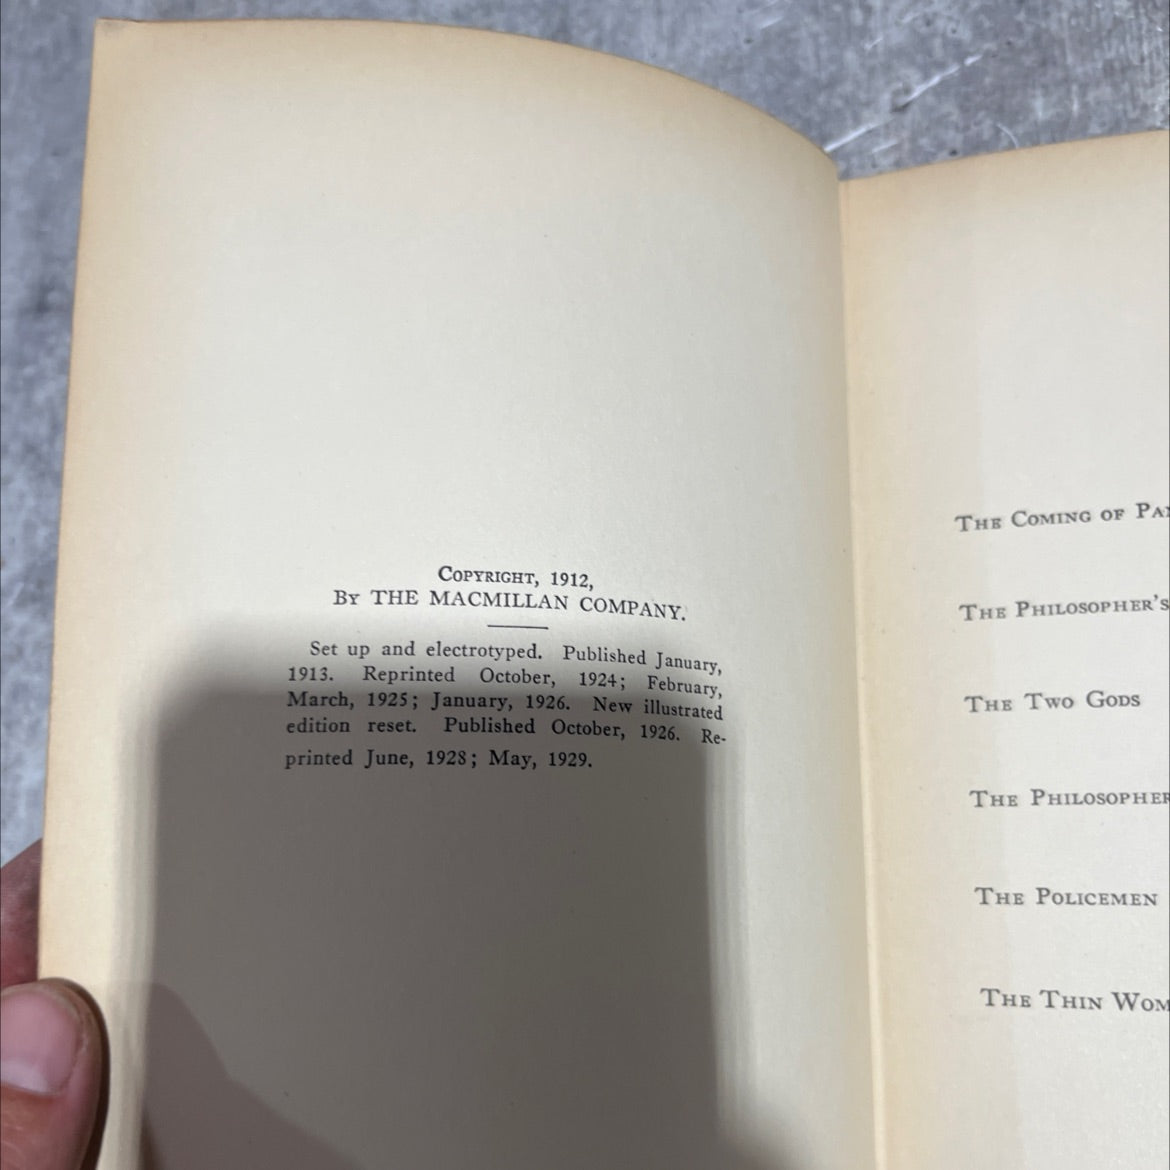 COPYRIGHT, 1912,
BY THE MACMILLAN COMPANY.
Set up and electrotyped. Published January,
1913. Reprinted October, 1924; February,
March, 1925; January, 1926. New illustrated
edition reset. Published October, 1926. Re-
printed June, 1928; May, 1929.
THE COMING OF
THE PHILOSOPHER'S
THE TWO GODS
THE PHILOSOPHER
THE POLICEMEN
THE THIN